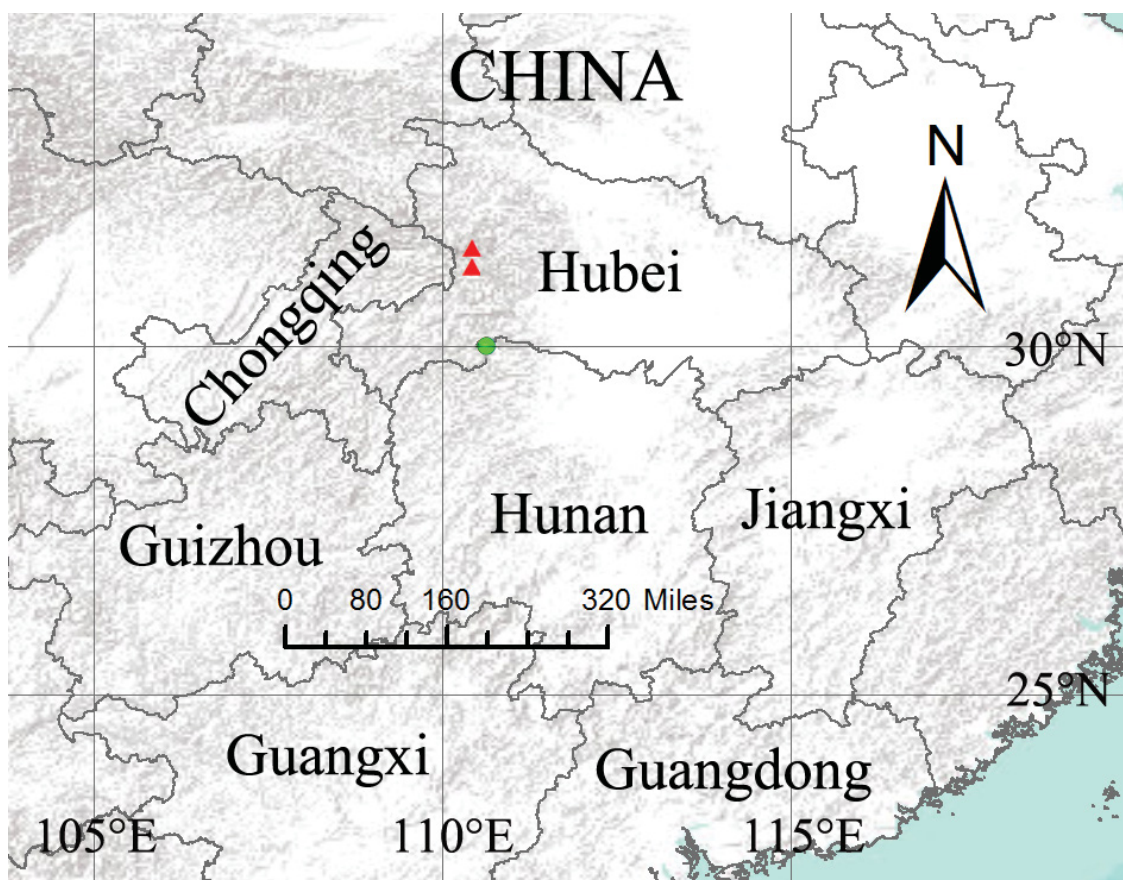 CHINA
N
Hubei
Chongqing
30°N
Hunan
Jiangxi
Guizhou
0 80 160 320 Miles
25°N
Guangxi
Guangdong
105°E 110°E 115°E